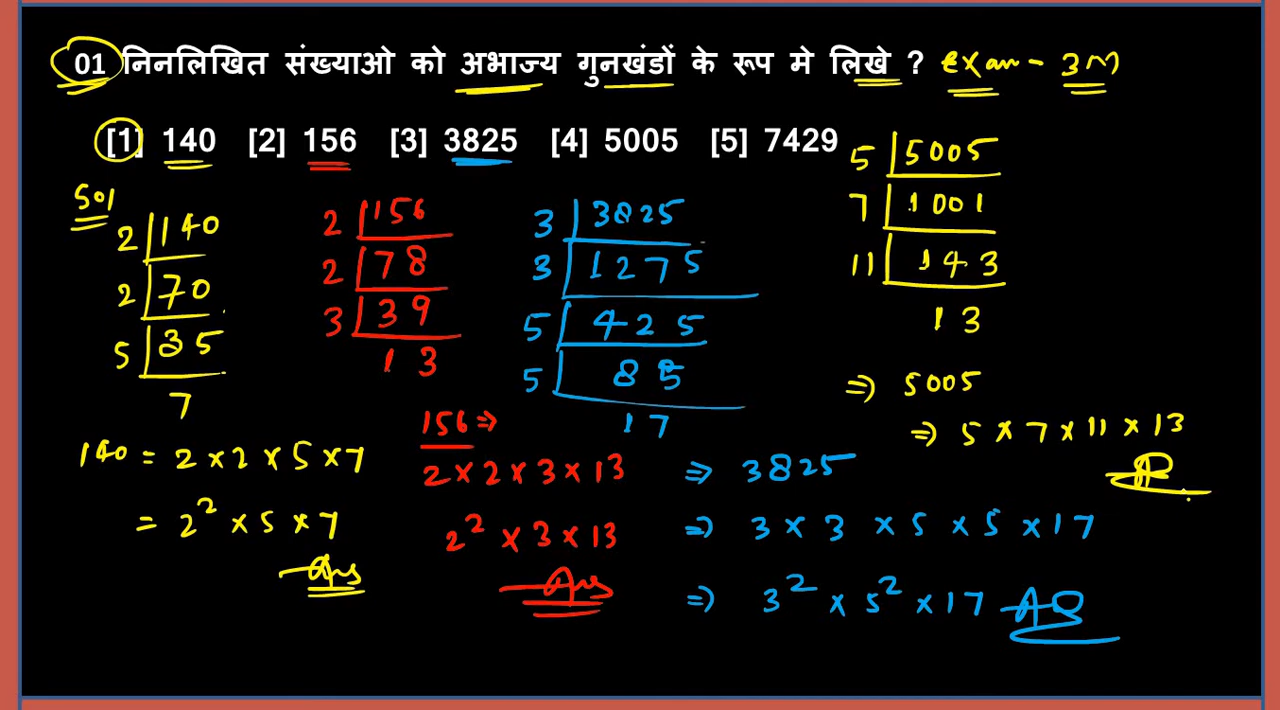 01 निनलिखित संख्याओ को अभाज्य गुनखंडों के रूप मे लिखे ? exam - 3M
[1] 140 [2] 156 [3] 3825 [4] 5005 [5] 7429
Sol
2 | 140
2 | 70
5 | 35
7
140 = 2 × 2 × 5 × 7
= 2² × 5 × 7
Ans
2 | 156
2 | 78
3 | 39
13
156 ⇒
2 × 2 × 3 × 13
2² × 3 × 13
Ans
3 | 3825
3 | 1275
5 | 425
5 | 85
17
⇒ 3825
⇒ 3 × 3 × 5 × 5 × 17
⇒ 3² × 5² × 17
5 | 5005
7 | 1001
11 | 143
13
⇒ 5005
⇒ 5 × 7 × 11 × 13